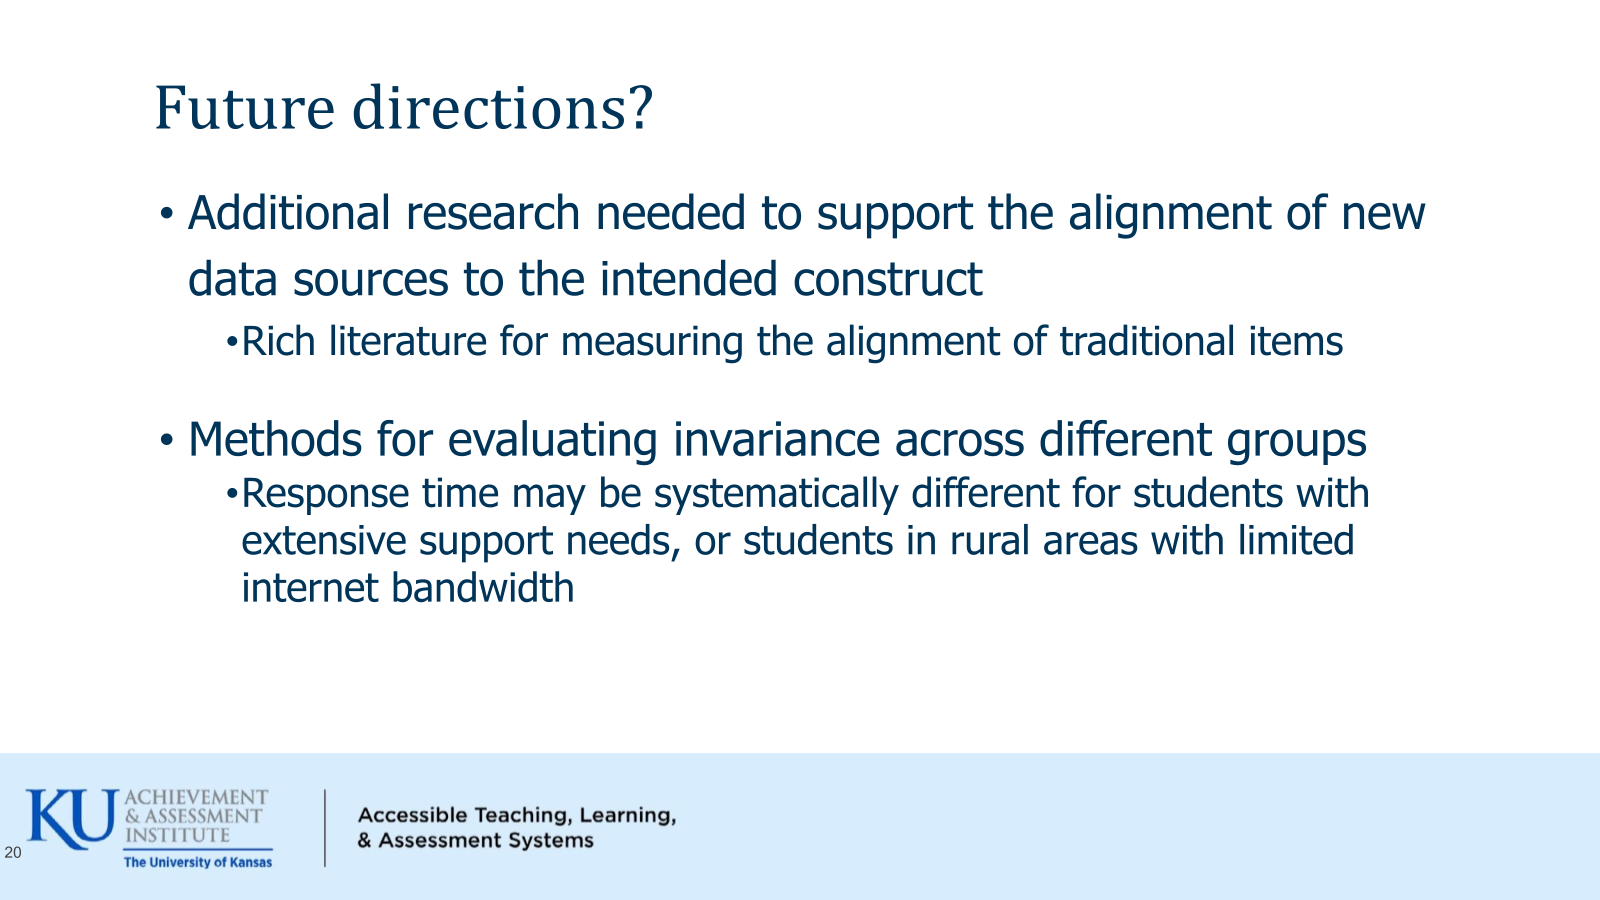 Future directions?
• Additional research needed to support the alignment of new
data sources to the intended construct
•Rich literature for measuring the alignment of traditional items
• Methods for evaluating invariance across different groups
•Response time may be systematically different for students with
extensive support needs, or students in rural areas with limited
internet bandwidth
KU ACHIEVEMENT
& ASSESSMENT
INSTITUTE
The University of Kansas
Accessible Teaching, Learning,
& Assessment Systems
20